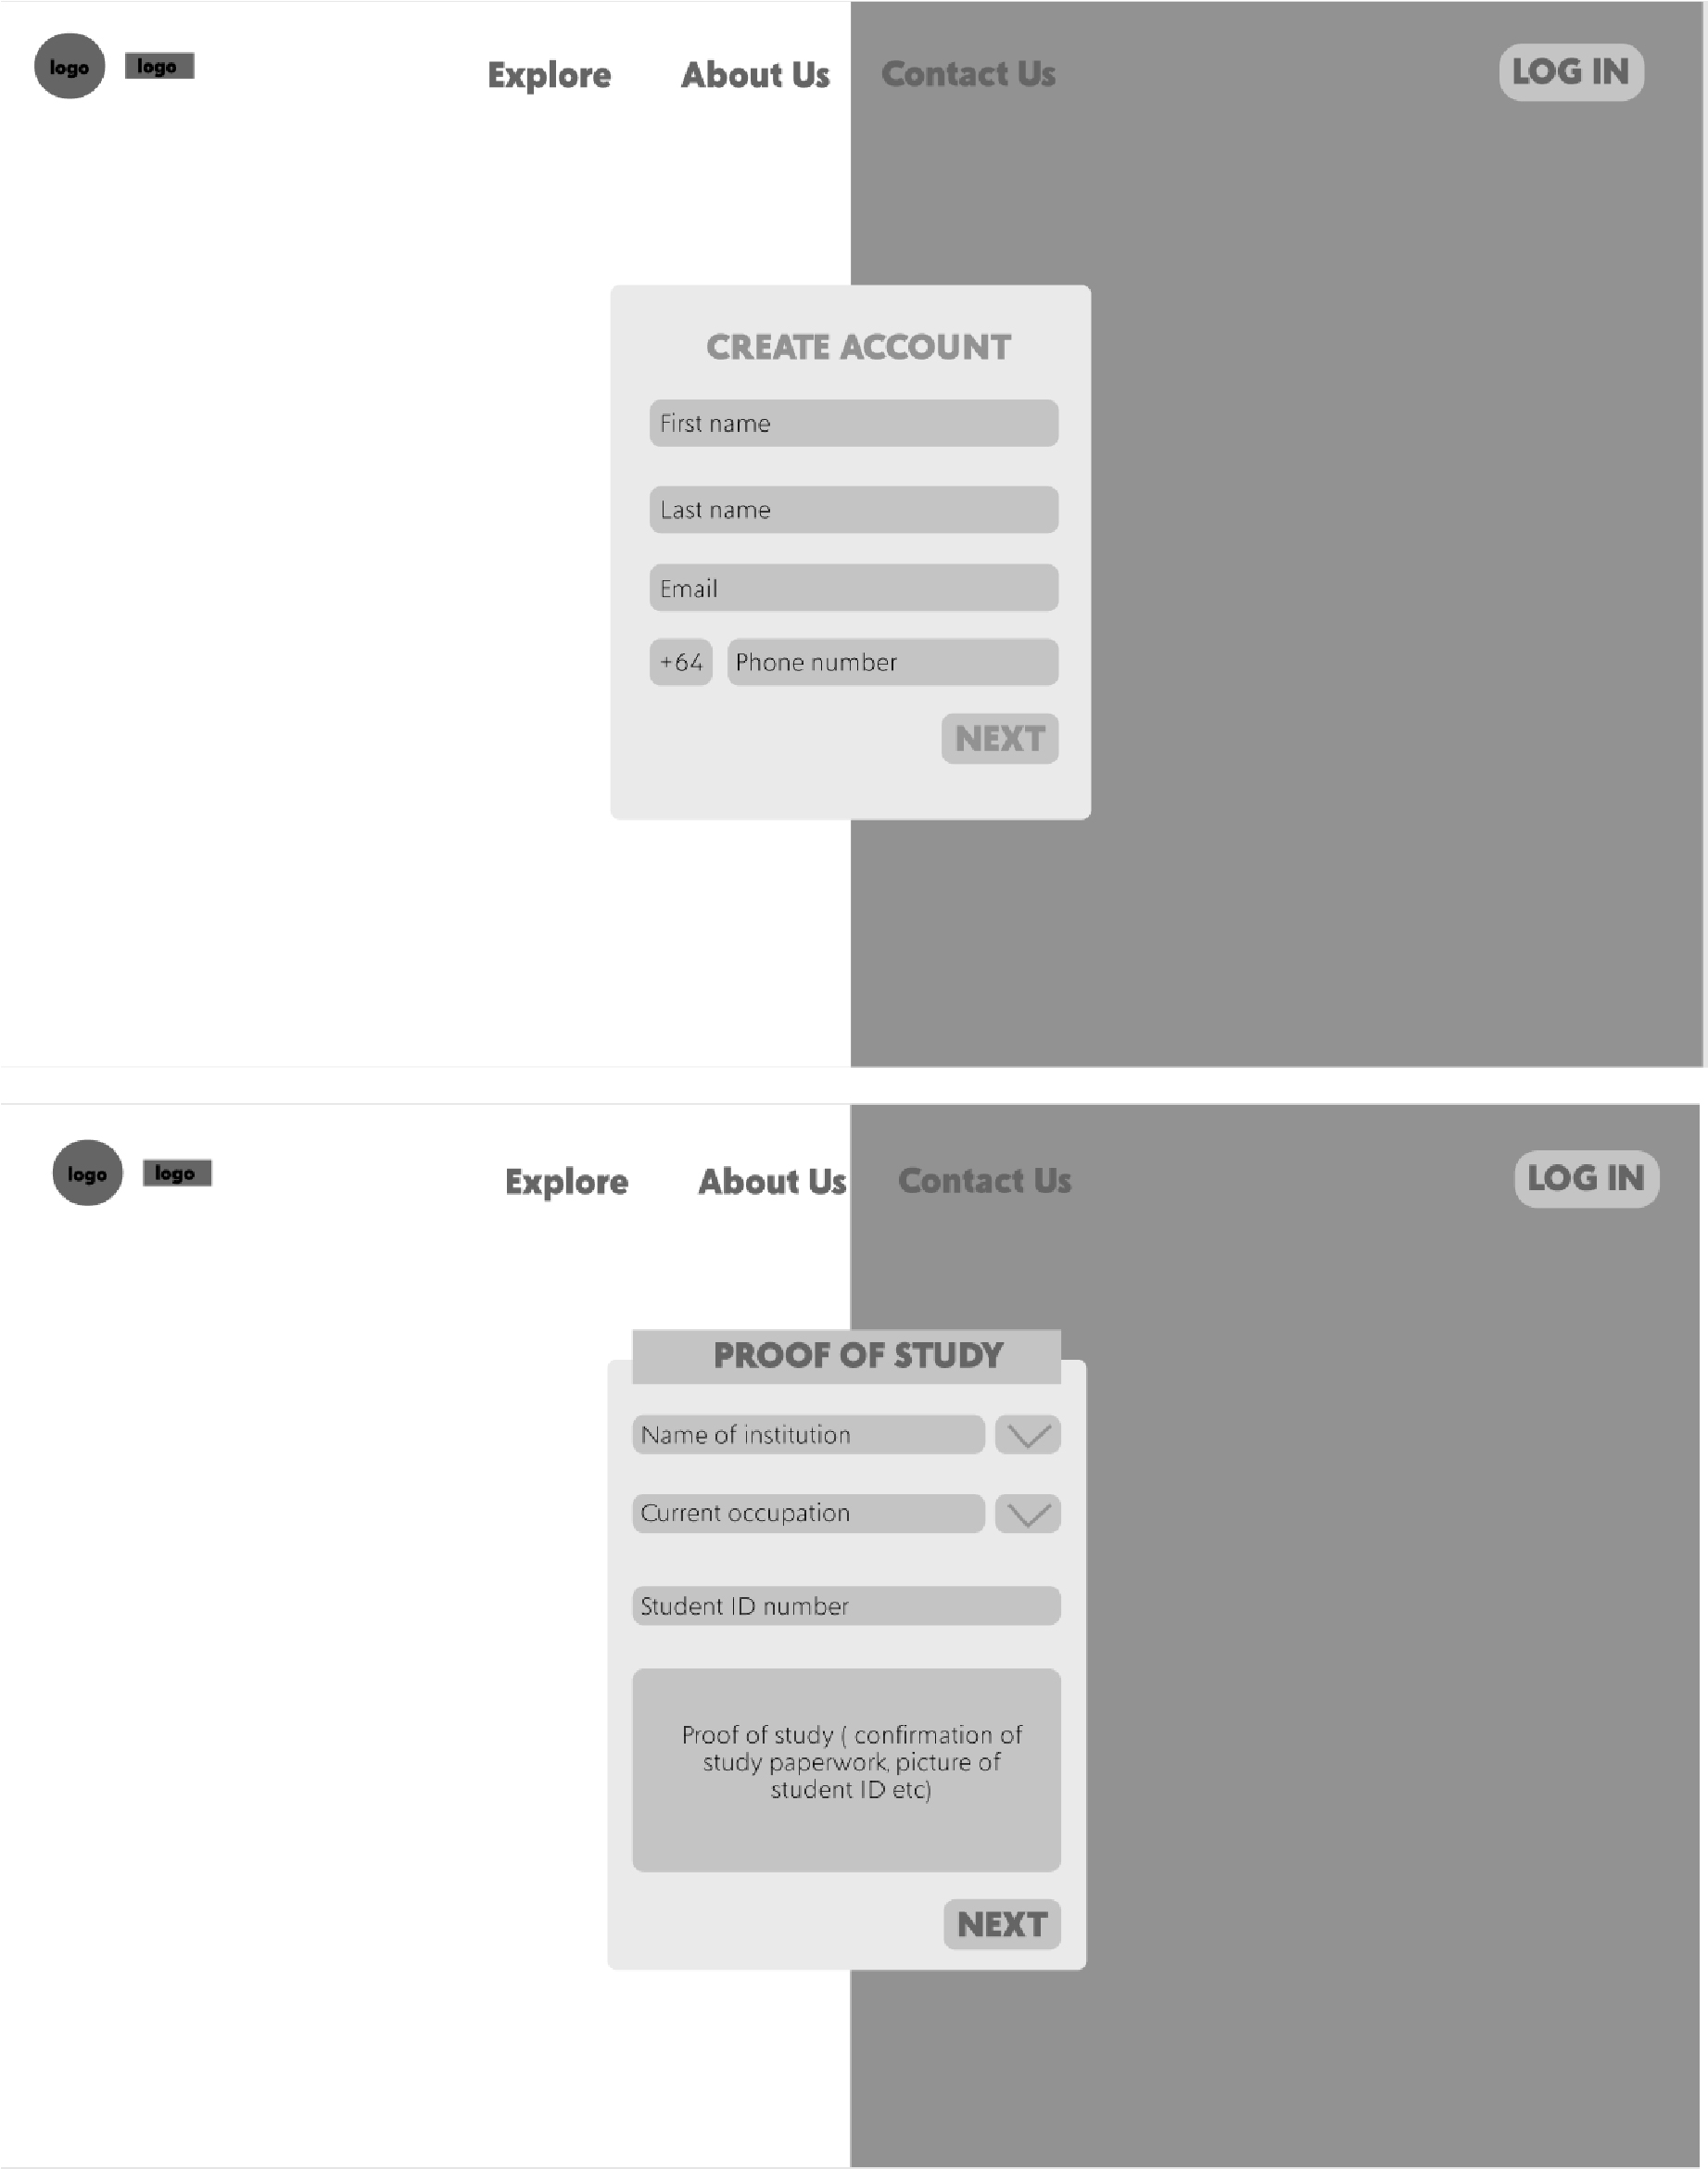 logo
logo
Explore
About Us
Contact Us
LOG IN
CREATE ACCOUNT
First name
Last name
Email
+64
Phone number
NEXT
logo
logo
Explore
About Us
Contact Us
LOG IN
PROOF OF STUDY
Name of institution
Current occupation
Student ID number
Proof of study ( confirmation of
study paperwork, picture of
student ID etc)
NEXT